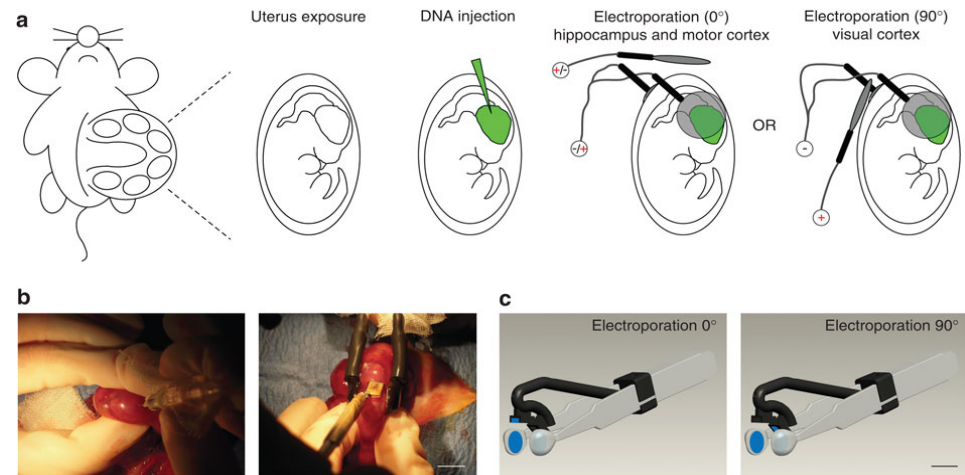 a
Uterus exposure
DNA injection
Electroporation (0°)
hippocampus and motor cortex
Electroporation (90°)
visual cortex
+/-
-/+
OR
-
+
b
c
Electroporation 0°
Electroporation 90°